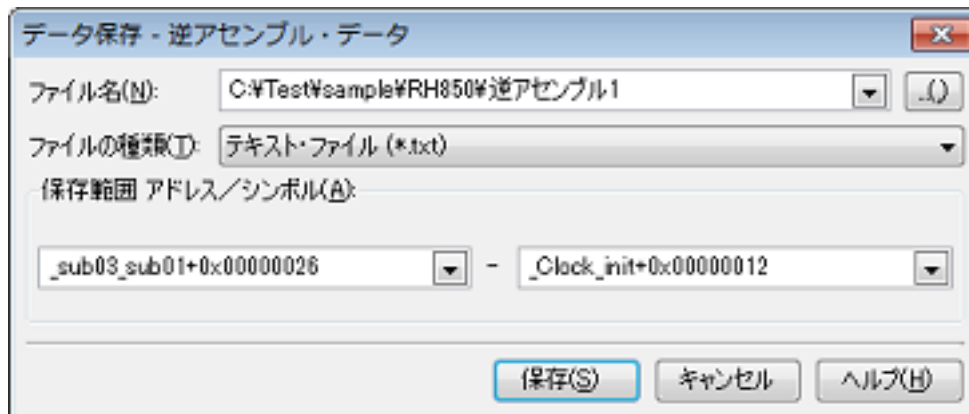 データ保存 - 逆アセンブル・データ
ファイル名(N): C:¥Test¥sample¥RH850¥逆アセンブル1 ...()
ファイルの種類(T): テキスト・ファイル (*.txt)
保存範囲 アドレス／シンボル(A):
_sub03_sub01+0x00000026 - _Clock_init+0x00000012
保存(S) キャンセル ヘルプ(H)